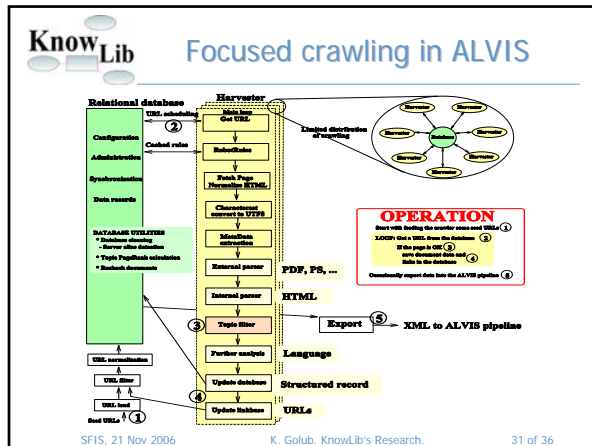 Know Lib
Focused crawling in ALVIS
Relational database
Harvester
URL scheduling
2
Main loop
Get URL
Configuration
Administration
Synchronization
Data records
Cached rules
RobotRules
Fetch Page
Normalize HTML
Characterset
convert to UTF8
MetaData
extraction
External parser
PDF, PS, ...
Internal parser
HTML
3
Topic filter
Further analysis
Language
Update database
Structured record
4
Update linkbase
URLs
DATABASE UTILITIES
* Database cleaning
- Server alias detection
* Topic PageRank calculation
* Recheck documents
URL normalization
URL filter
URL load
Seed URLs
1
Limited distribution
of crawling
Harvester
Harvester
Harvester
Harvester
Harvester
Harvester
Harvester
Harvester
Database
OPERATION
Start with feeding the crawler some seed URLs 1
LOOP: Get a URL from the database 2
If the page is OK 3
save document data and
links in the database 4
Occasionally export data into the ALVIS pipeline 5
Export
5
XML to ALVIS pipeline
SFIS, 21 Nov 2006
K. Golub. KnowLib's Research.
31 of 36